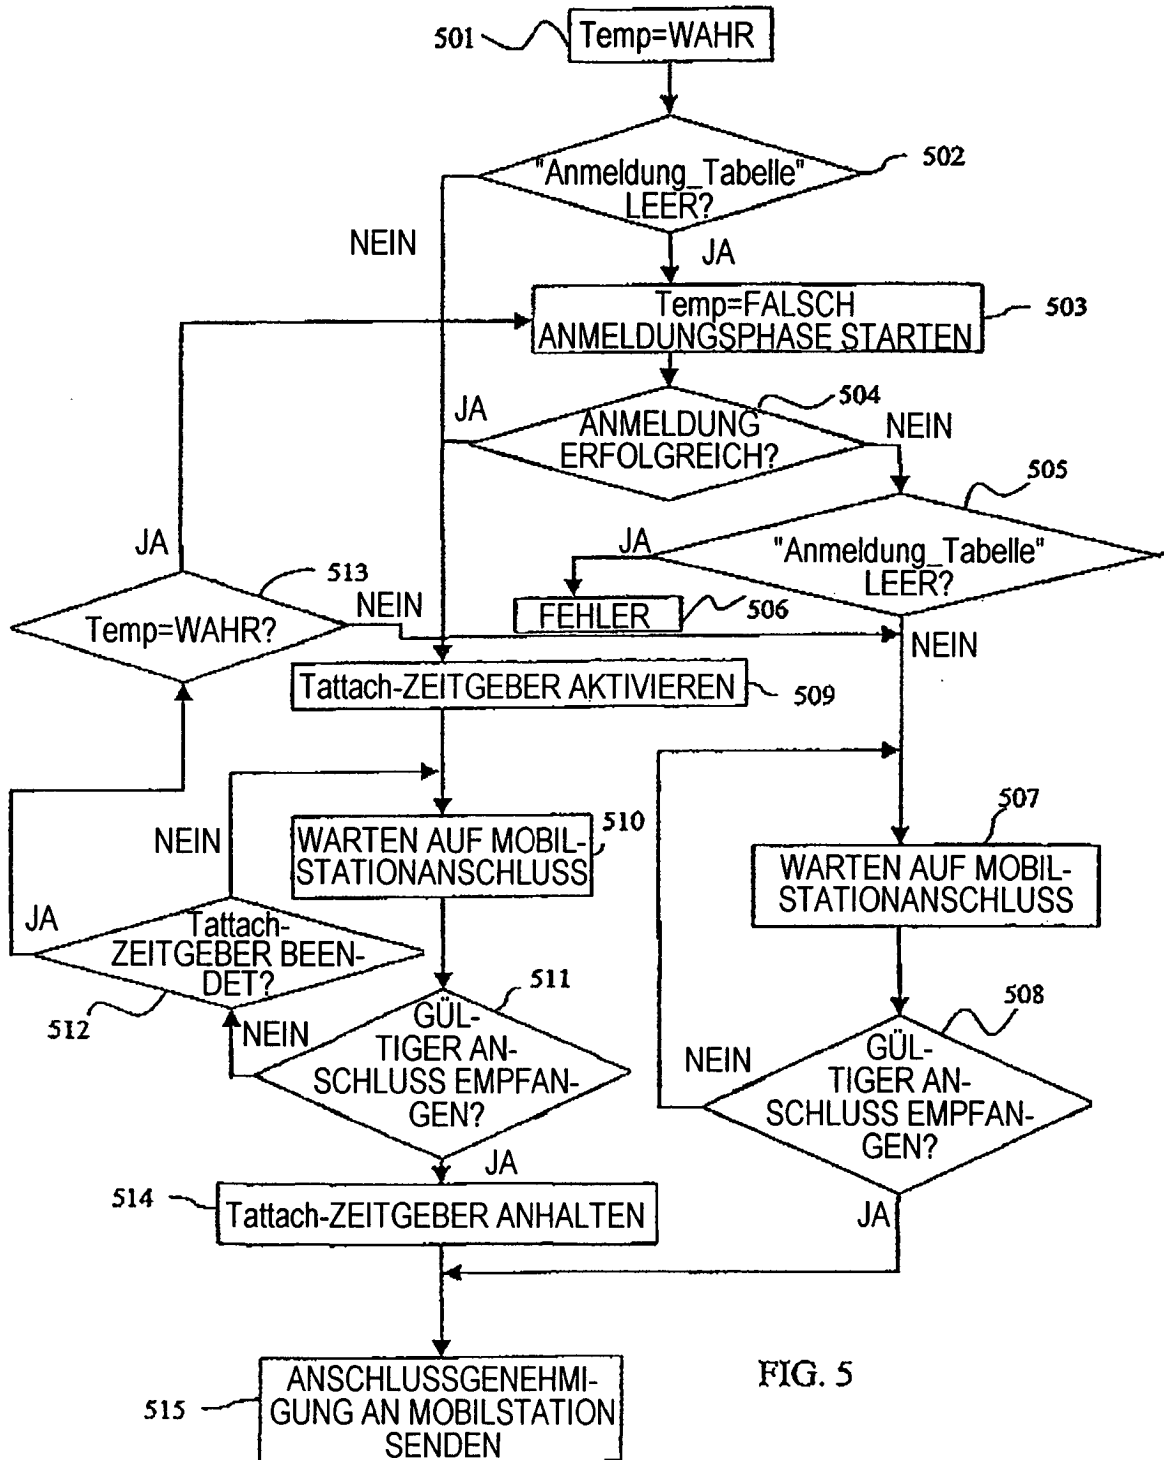 501
Temp=WAHR
"Anmeldung_Tabelle"
LEER?
502
NEIN
JA
Temp=FALSCH
ANMELDUNGSPHASE STARTEN
503
JA
ANMELDUNG
ERFOLGREICH?
504
NEIN
505
JA
"Anmeldung_Tabelle"
LEER?
JA
513
Temp=WAHR?
NEIN
FEHLER
506
NEIN
Tattach-ZEITGEBER AKTIVIEREN
509
NEIN
WARTEN AUF MOBIL-
STATIONANSCHLUSS
510
507
WARTEN AUF MOBIL-
STATIONANSCHLUSS
JA
Tattach-
ZEITGEBER BEEN-
DET?
512
NEIN
511
GÜL-
TIGER AN-
SCHLUSS EMPFAN-
GEN?
508
NEIN
GÜL-
TIGER AN-
SCHLUSS EMPFAN-
GEN?
JA
514
Tattach-ZEITGEBER ANHALTEN
JA
515
ANSCHLUSSGENEHMI-
GUNG AN MOBILSTATION
SENDEN
FIG. 5